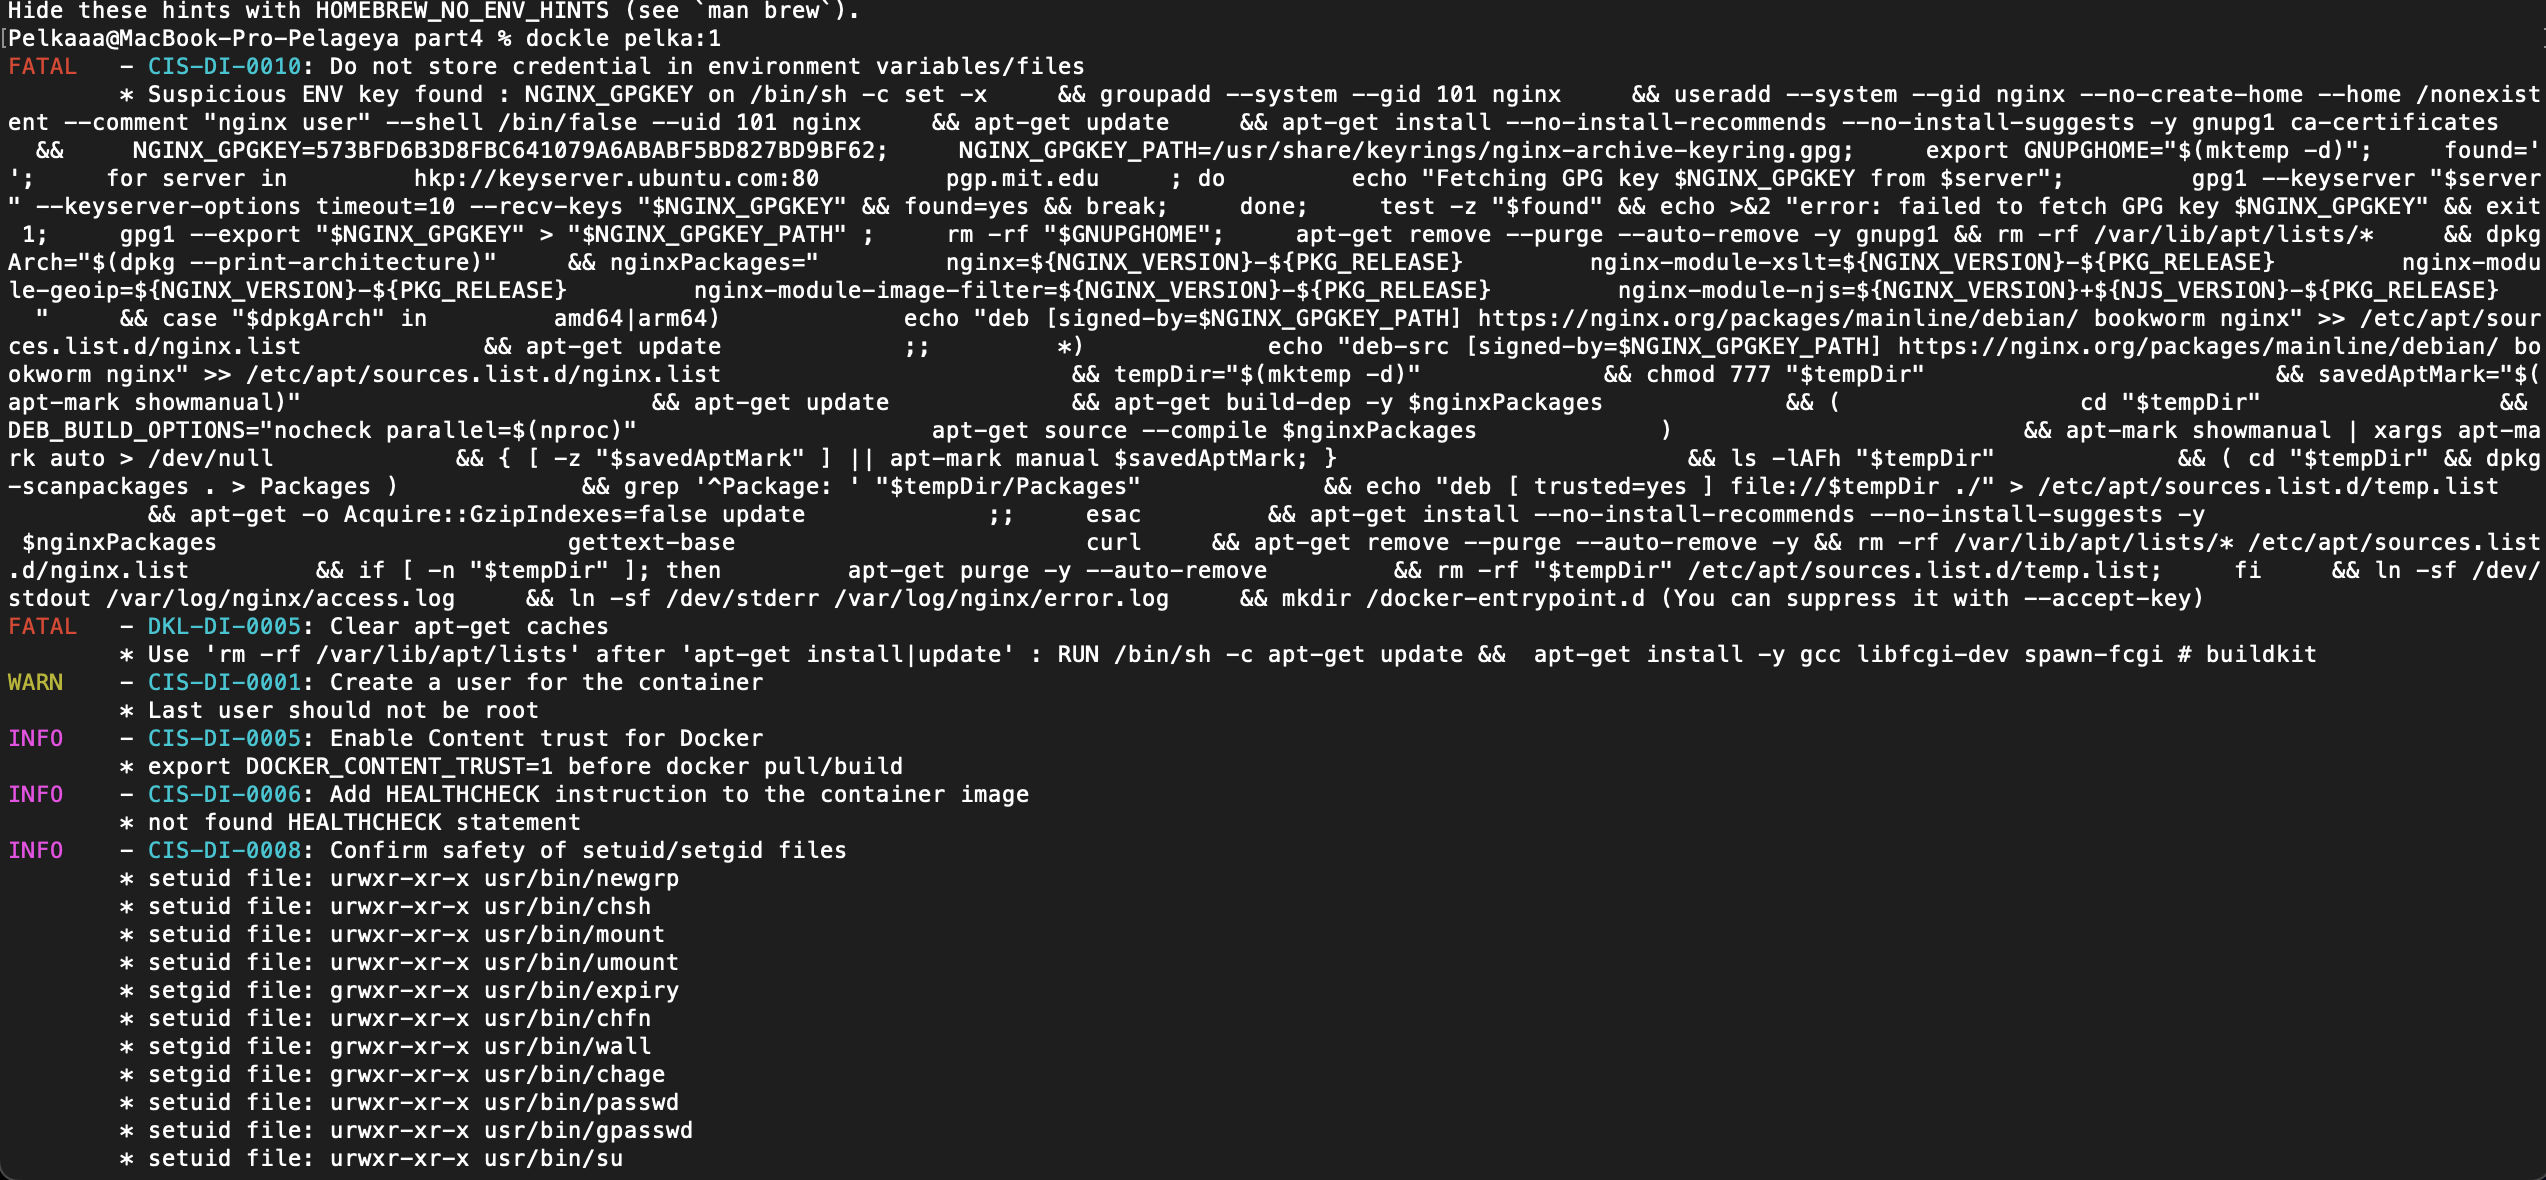 Hide these hints with HOMEBREW_NO_ENV_HINTS (see `man brew`).
[Pelkaaa@MacBook-Pro-Pelageya part4 % dockle pelka:1
FATAL   - CIS-DI-0010: Do not store credential in environment variables/files
        * Suspicious ENV key found : NGINX_GPGKEY on /bin/sh -c set -x     && groupadd --system --gid 101 nginx     && useradd --system --gid nginx --no-create-home --home /nonexist
ent --comment "nginx user" --shell /bin/false --uid 101 nginx     && apt-get update     && apt-get install --no-install-recommends --no-install-suggests -y gnupg1 ca-certificates
  &&     NGINX_GPGKEY=573BFD6B3D8FBC641079A6ABABF5BD827BD9BF62;     NGINX_GPGKEY_PATH=/usr/share/keyrings/nginx-archive-keyring.gpg;     export GNUPGHOME="$(mktemp -d)";     found='
';     for server in         hkp://keyserver.ubuntu.com:80         pgp.mit.edu     ; do         echo "Fetching GPG key $NGINX_GPGKEY from $server";         gpg1 --keyserver "$server
" --keyserver-options timeout=10 --recv-keys "$NGINX_GPGKEY" && found=yes && break;     done;     test -z "$found" && echo >&2 "error: failed to fetch GPG key $NGINX_GPGKEY" && exit
 1;     gpg1 --export "$NGINX_GPGKEY" > "$NGINX_GPGKEY_PATH" ;     rm -rf "$GNUPGHOME";     apt-get remove --purge --auto-remove -y gnupg1 && rm -rf /var/lib/apt/lists/*     && dpkg
Arch="$(dpkg --print-architecture)"     && nginxPackages="         nginx=${NGINX_VERSION}-${PKG_RELEASE}         nginx-module-xslt=${NGINX_VERSION}-${PKG_RELEASE}         nginx-modu
le-geoip=${NGINX_VERSION}-${PKG_RELEASE}         nginx-module-image-filter=${NGINX_VERSION}-${PKG_RELEASE}         nginx-module-njs=${NGINX_VERSION}+${NJS_VERSION}-${PKG_RELEASE}
  "     && case "$dpkgArch" in         amd64|arm64)             echo "deb [signed-by=$NGINX_GPGKEY_PATH] https://nginx.org/packages/mainline/debian/ bookworm nginx" >> /etc/apt/sour
ces.list.d/nginx.list             && apt-get update             ;;         *)             echo "deb-src [signed-by=$NGINX_GPGKEY_PATH] https://nginx.org/packages/mainline/debian/ bo
okworm nginx" >> /etc/apt/sources.list.d/nginx.list                         && tempDir="$(mktemp -d)"             && chmod 777 "$tempDir"                         && savedAptMark="$(
apt-mark showmanual)"                         && apt-get update             && apt-get build-dep -y $nginxPackages             && (                 cd "$tempDir"                 &&
DEB_BUILD_OPTIONS="nocheck parallel=$(nproc)"                     apt-get source --compile $nginxPackages             )                         && apt-mark showmanual | xargs apt-ma
rk auto > /dev/null             && { [ -z "$savedAptMark" ] || apt-mark manual $savedAptMark; }                         && ls -lAFh "$tempDir"             && ( cd "$tempDir" && dpkg
-scanpackages . > Packages )             && grep '^Package: ' "$tempDir/Packages"             && echo "deb [ trusted=yes ] file://$tempDir ./" > /etc/apt/sources.list.d/temp.list
          && apt-get -o Acquire::GzipIndexes=false update             ;;     esac         && apt-get install --no-install-recommends --no-install-suggests -y
 $nginxPackages                         gettext-base                         curl     && apt-get remove --purge --auto-remove -y && rm -rf /var/lib/apt/lists/* /etc/apt/sources.list
.d/nginx.list         && if [ -n "$tempDir" ]; then         apt-get purge -y --auto-remove         && rm -rf "$tempDir" /etc/apt/sources.list.d/temp.list;     fi     && ln -sf /dev/
stdout /var/log/nginx/access.log     && ln -sf /dev/stderr /var/log/nginx/error.log     && mkdir /docker-entrypoint.d (You can suppress it with --accept-key)
FATAL   - DKL-DI-0005: Clear apt-get caches
        * Use 'rm -rf /var/lib/apt/lists' after 'apt-get install|update' : RUN /bin/sh -c apt-get update &&  apt-get install -y gcc libfcgi-dev spawn-fcgi # buildkit
WARN    - CIS-DI-0001: Create a user for the container
        * Last user should not be root
INFO    - CIS-DI-0005: Enable Content trust for Docker
        * export DOCKER_CONTENT_TRUST=1 before docker pull/build
INFO    - CIS-DI-0006: Add HEALTHCHECK instruction to the container image
        * not found HEALTHCHECK statement
INFO    - CIS-DI-0008: Confirm safety of setuid/setgid files
        * setuid file: urwxr-xr-x usr/bin/newgrp
        * setuid file: urwxr-xr-x usr/bin/chsh
        * setuid file: urwxr-xr-x usr/bin/mount
        * setuid file: urwxr-xr-x usr/bin/umount
        * setgid file: grwxr-xr-x usr/bin/expiry
        * setuid file: urwxr-xr-x usr/bin/chfn
        * setgid file: grwxr-xr-x usr/bin/wall
        * setgid file: grwxr-xr-x usr/bin/chage
        * setuid file: urwxr-xr-x usr/bin/passwd
        * setuid file: urwxr-xr-x usr/bin/gpasswd
        * setuid file: urwxr-xr-x usr/bin/su